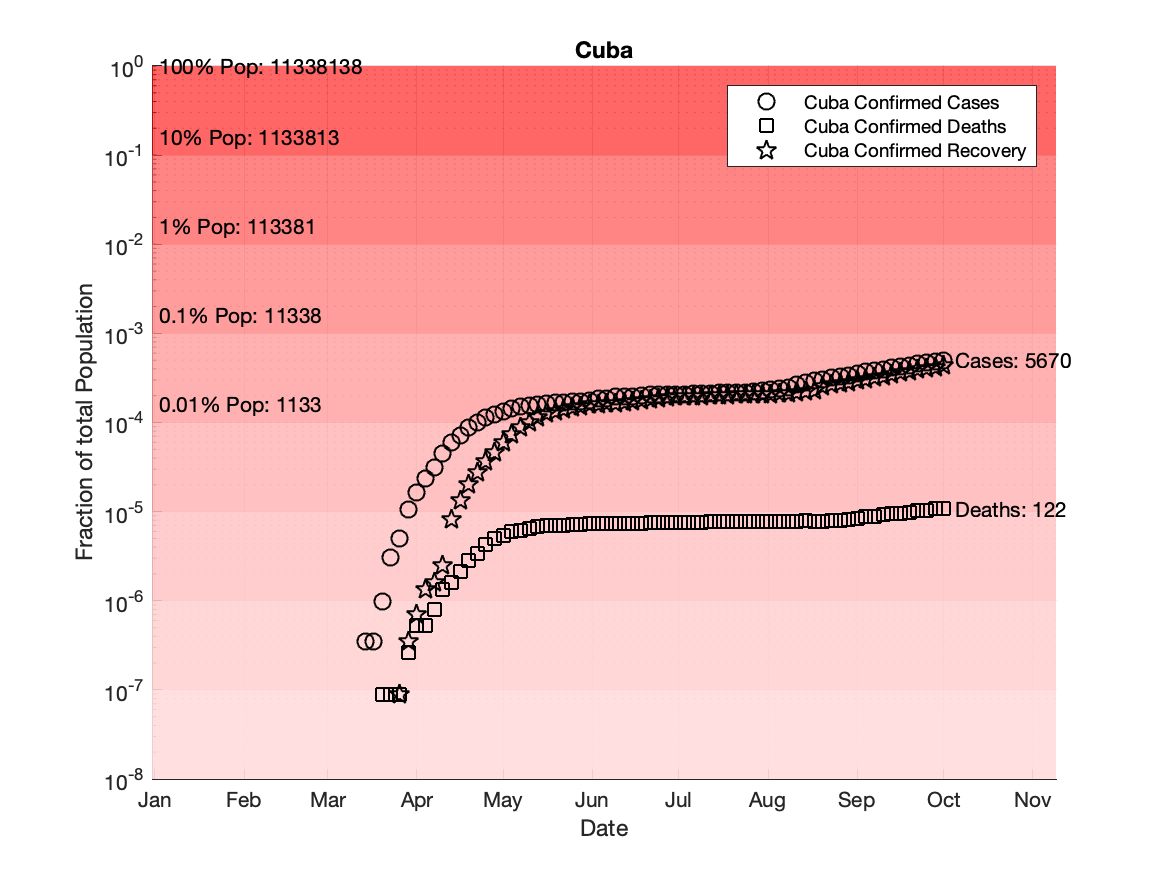 Cuba
10^0
100% Pop: 11338138
Cuba Confirmed Cases
Cuba Confirmed Deaths
Cuba Confirmed Recovery
10% Pop: 1133813
10^-1
1% Pop: 113381
10^-2
0.1% Pop: 11338
10^-3
Cases: 5670
0.01% Pop: 1133
10^-4
Fraction of total Population
10^-5
Deaths: 122
10^-6
10^-7
10^-8
Jan Feb Mar Apr May Jun Jul Aug Sep Oct Nov
Date